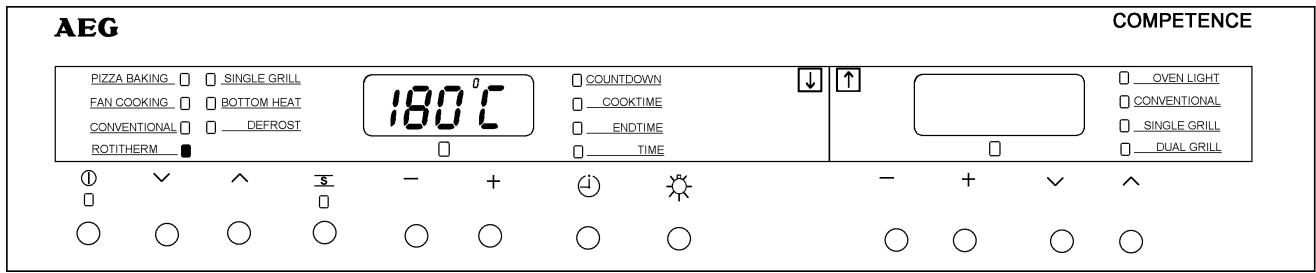 AEG
COMPETENCE
PIZZA BAKING
SINGLE GRILL
FAN COOKING
BOTTOM HEAT
CONVENTIONAL
DEFROST
ROTITHERM
180°C
COUNTDOWN
COOKTIME
ENDTIME
TIME
OVEN LIGHT
CONVENTIONAL
SINGLE GRILL
DUAL GRILL
S
− +
− +